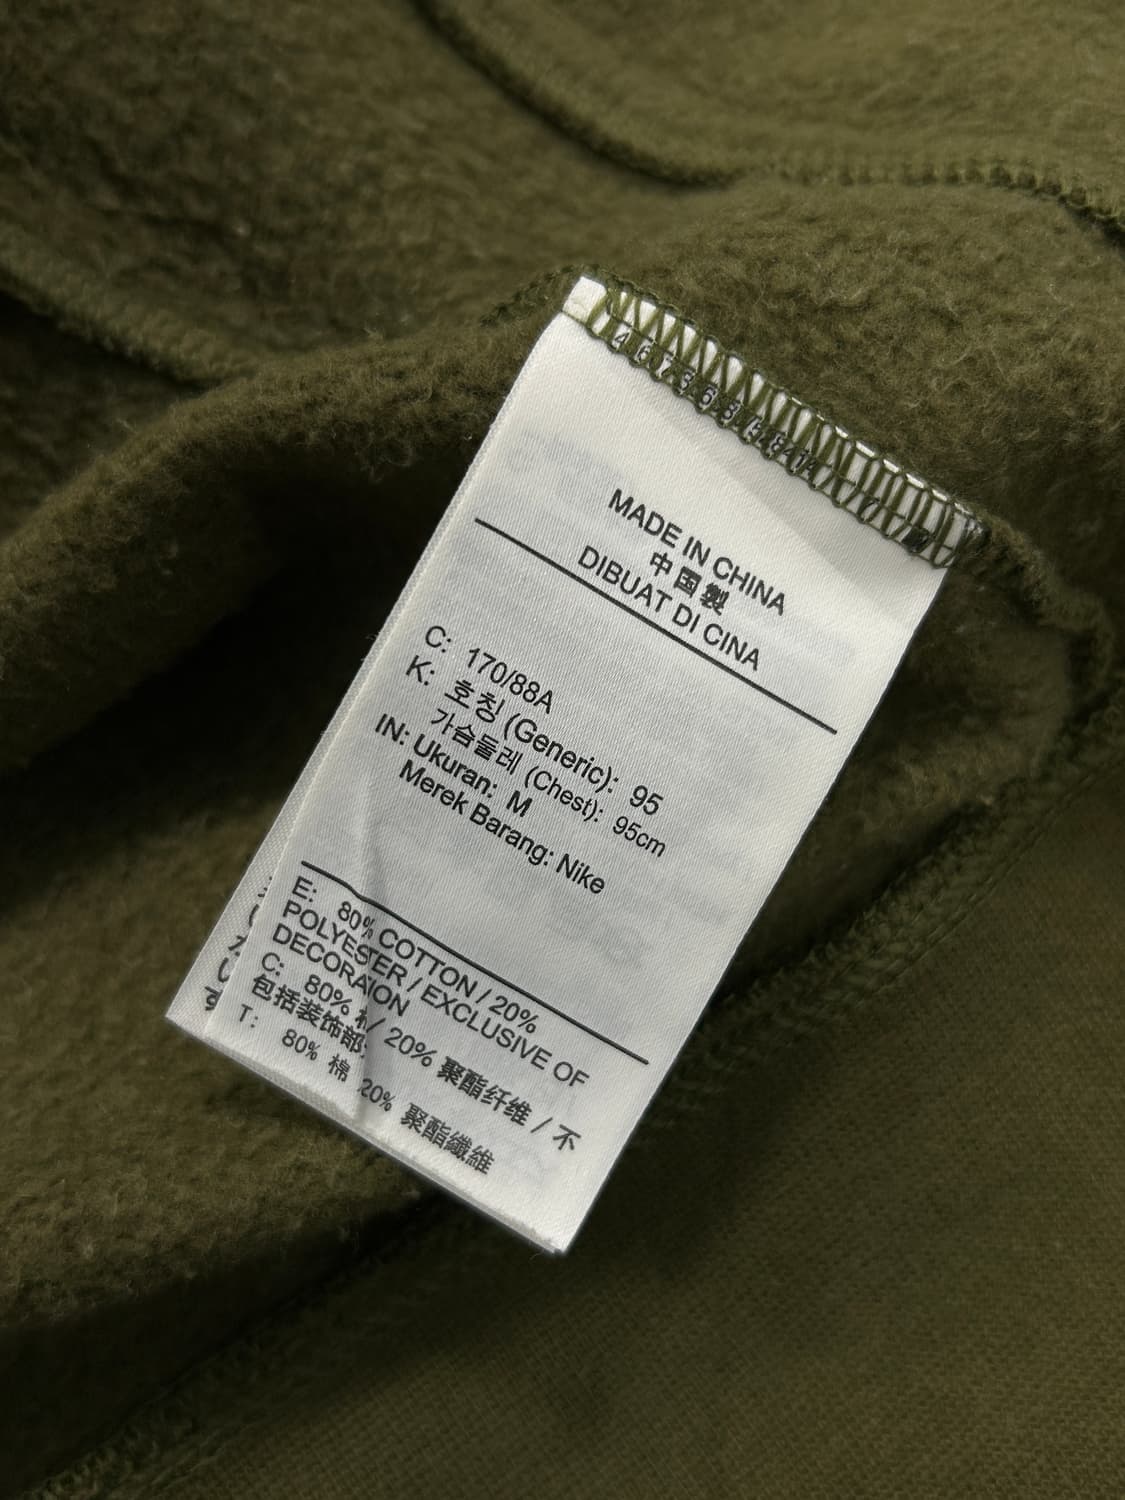 MADE IN CHINA
中国製
DIBUAT DI CINA
C: 170/88A
K: 호칭 (Generic): 95
가슴둘레 (Chest): 95cm
IN: Ukuran: M
Merek Barang: Nike
E: 80% COTTON / 20%
POLYESTER / EXCLUSIVE OF
DECORATION
C: 80% / 20% 聚酯纤维 / 不
包括装饰部
T: 80% 棉 20% 聚酯纖維